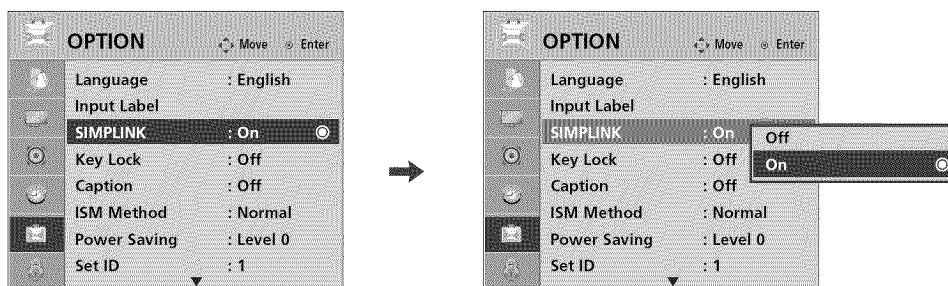 OPTION Move Enter
Language : English
Input Label
SIMPLINK : On
Key Lock : Off
Caption : Off
ISM Method : Normal
Power Saving : Level 0
Set ID : 1
OPTION Move Enter
Language : English
Input Label
SIMPLINK : On
Key Lock : Off
Caption : Off
ISM Method : Normal
Power Saving : Level 0
Set ID : 1
Off
On